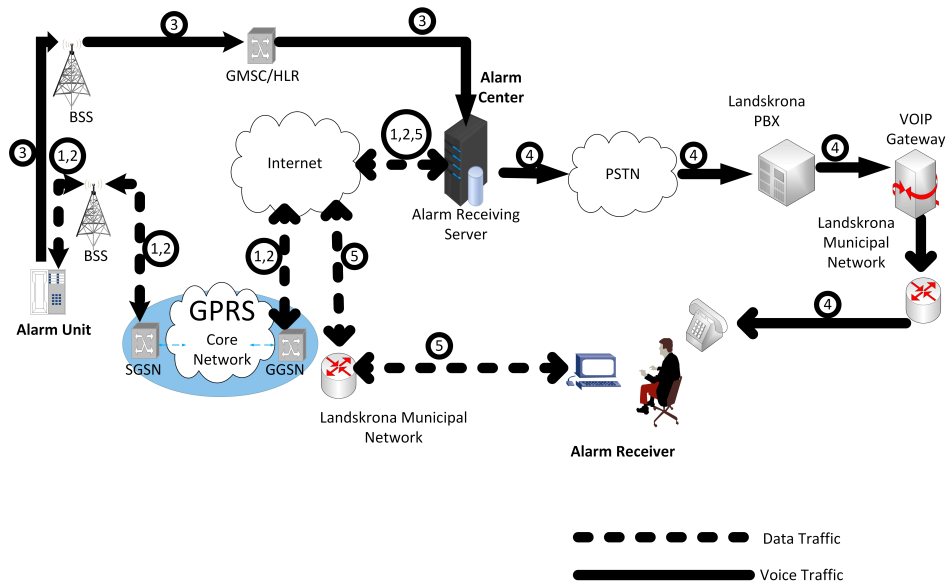 3
3
Alarm
Center
GMSC/HLR
Landskrona
PBX
VOIP
Gateway
BSS
3
1,2
1,2,5
Internet
4
PSTN
4
4
Alarm Receiving
Server
Landskrona
Municipal
Network
BSS
1,2
1,2
5
Alarm Unit
GPRS
Core
Network
SGSN
GGSN
4
5
Landskrona Municipal
Network
Alarm Receiver
Data Traffic
Voice Traffic